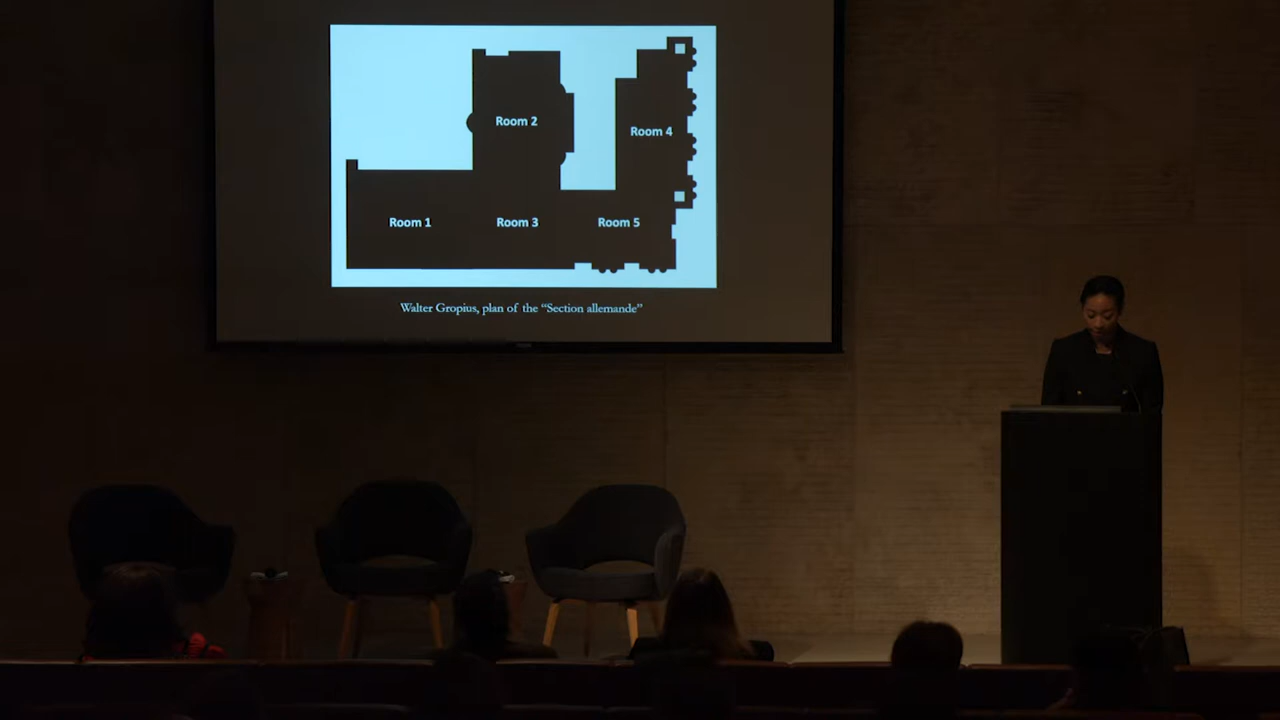 Room 2
Room 4
Room 1
Room 3
Room 5
Walter Gropius, plan of the “Section allemande”